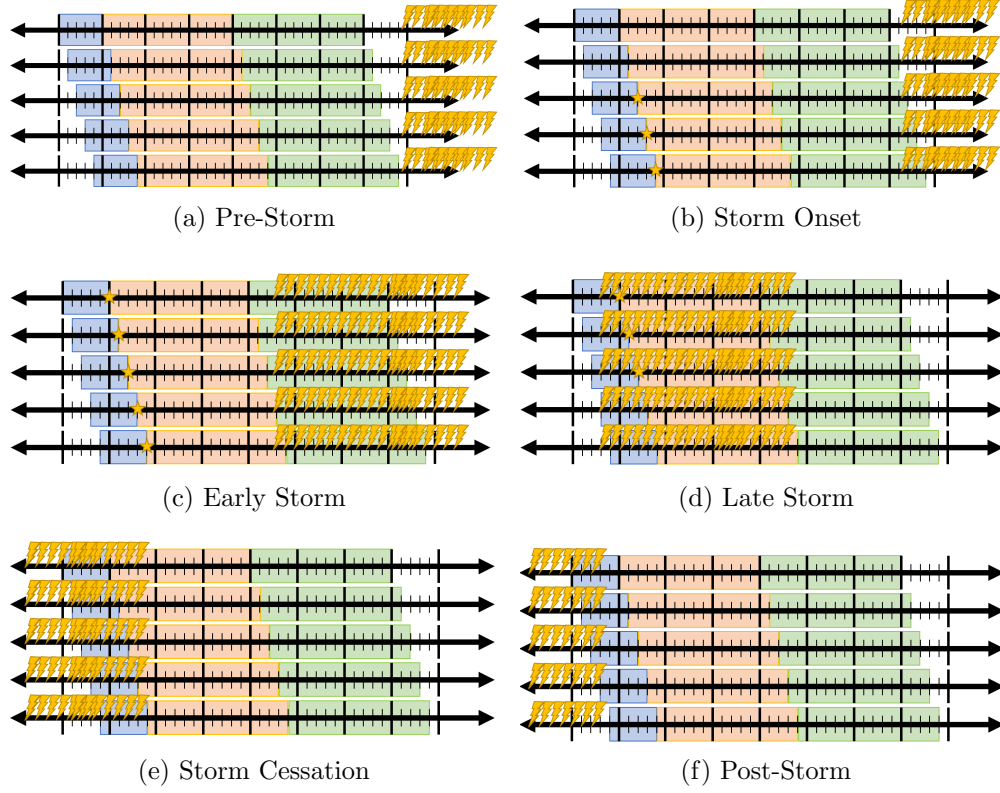 (a) Pre-Storm
(b) Storm Onset
(c) Early Storm
(d) Late Storm
(e) Storm Cessation
(f) Post-Storm